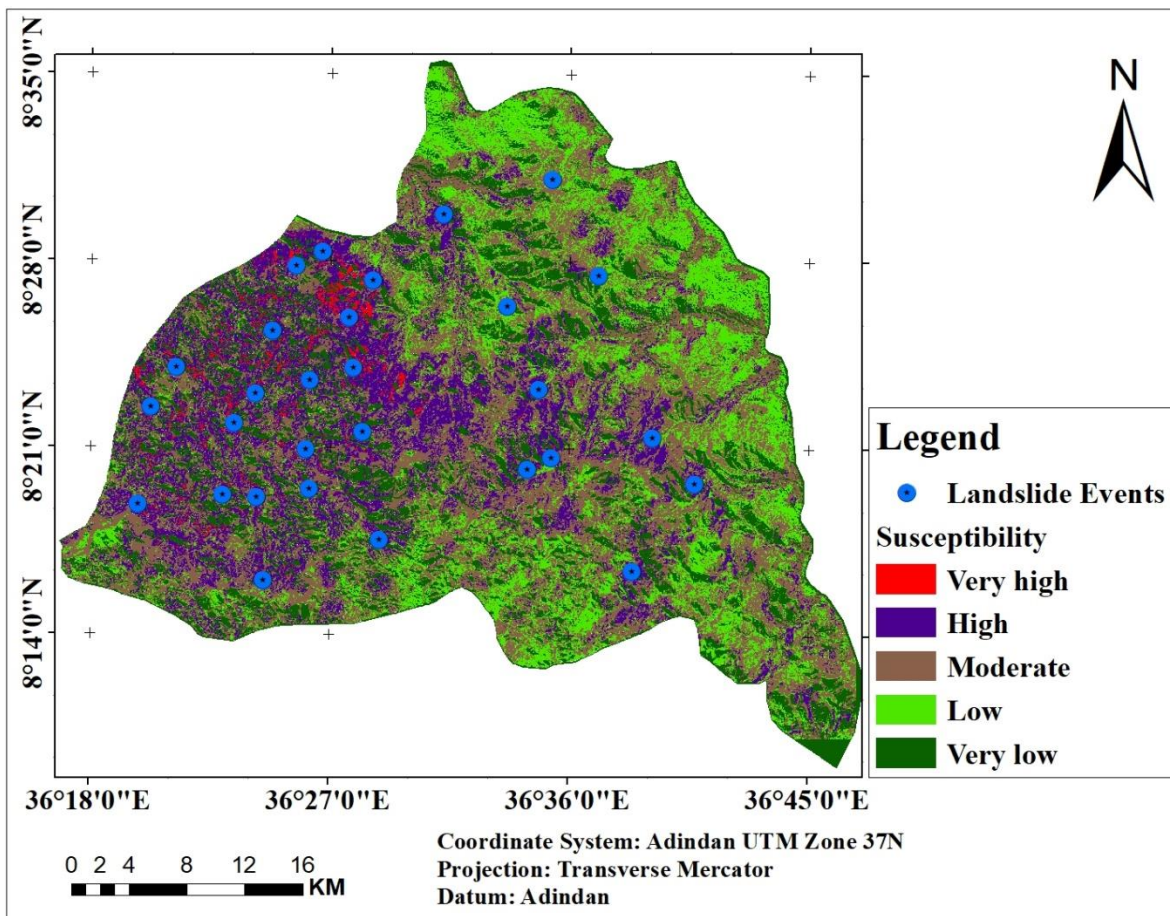 8°35'0"N
8°28'0"N
8°21'0"N
8°14'0"N
N
Legend
Landslide Events
Susceptibility
Very high
High
Moderate
Low
Very low
36°18'0"E 36°27'0"E 36°36'0"E 36°45'0"E
0 2 4 8 12 16
KM
Coordinate System: Adindan UTM Zone 37N
Projection: Transverse Mercator
Datum: Adindan